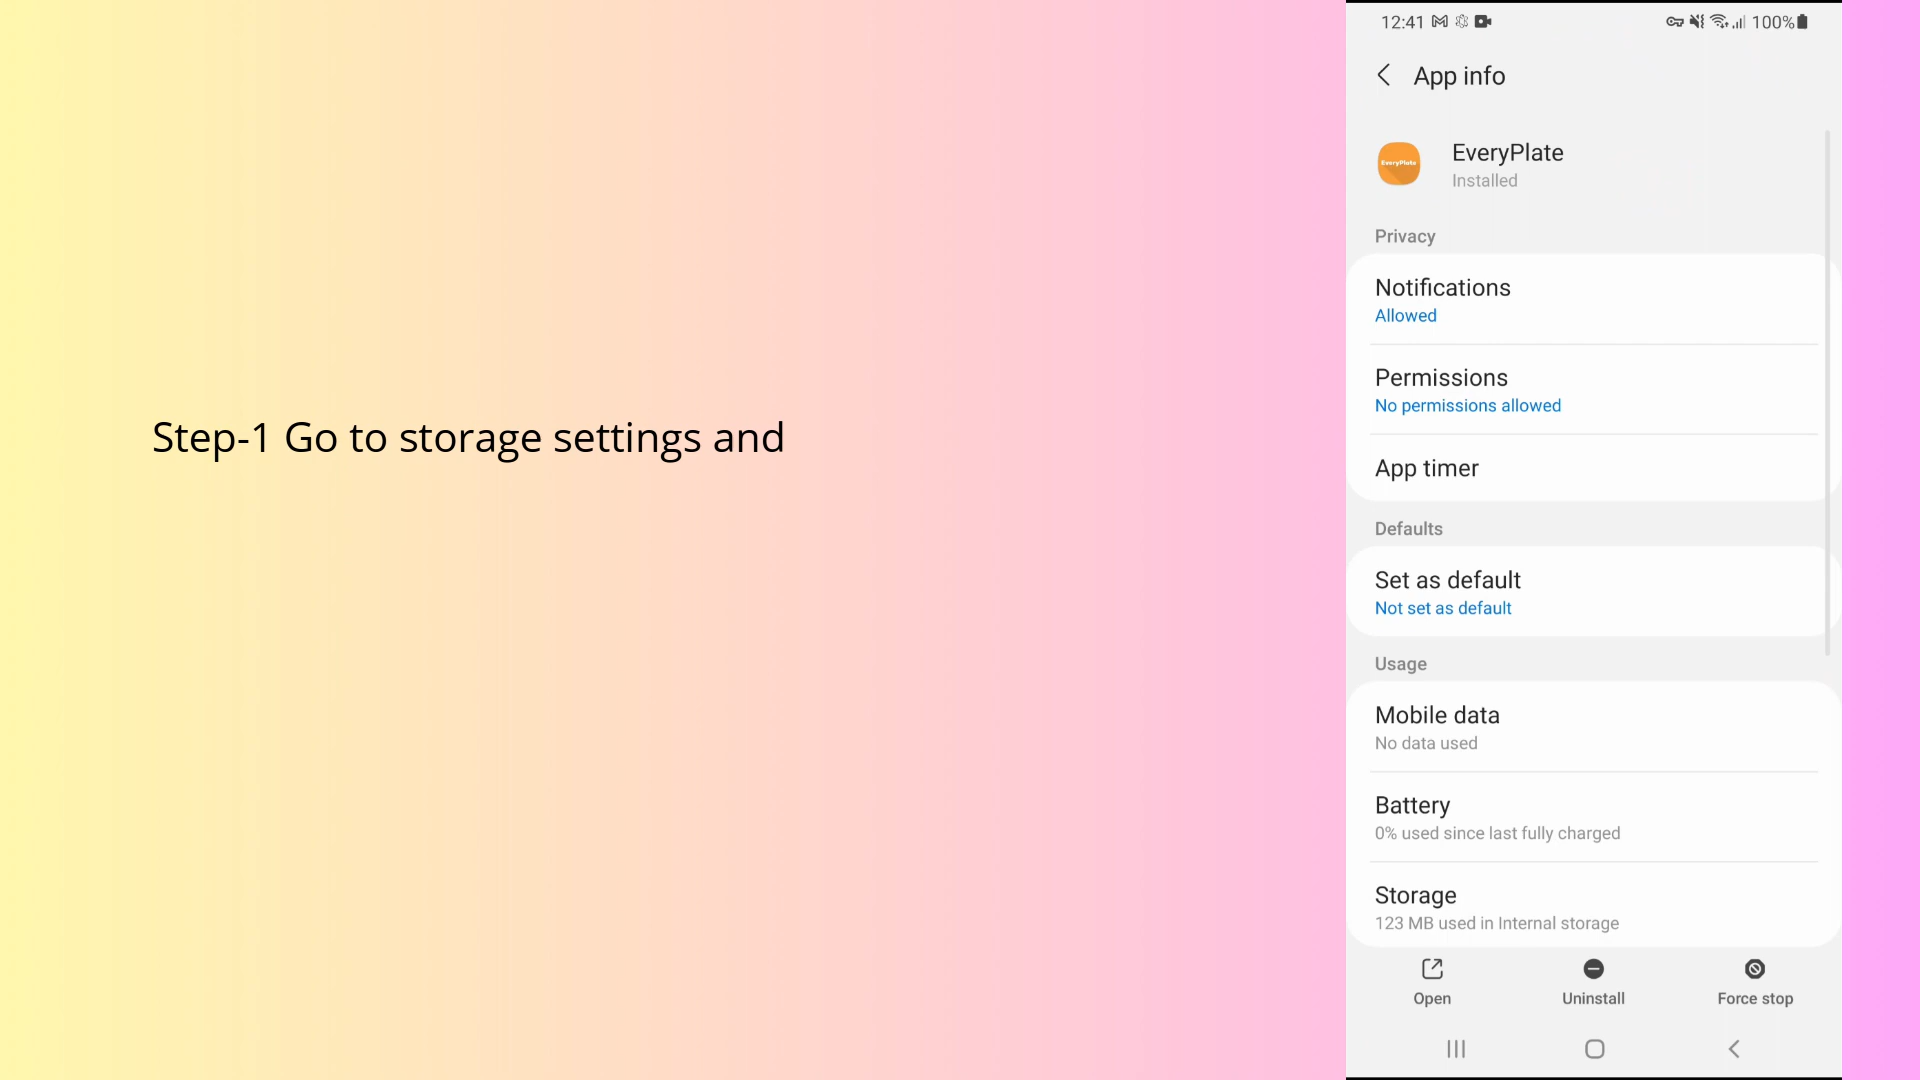 Step-1 Go to storage settings and
12:41
100%
App info
EveryPlate
EveryPlate
Installed
Privacy
Notifications
Allowed
Permissions
No permissions allowed
App timer
Defaults
Set as default
Not set as default
Usage
Mobile data
No data used
Battery
0% used since last fully charged
Storage
123 MB used in Internal storage
Open
Uninstall
Force stop